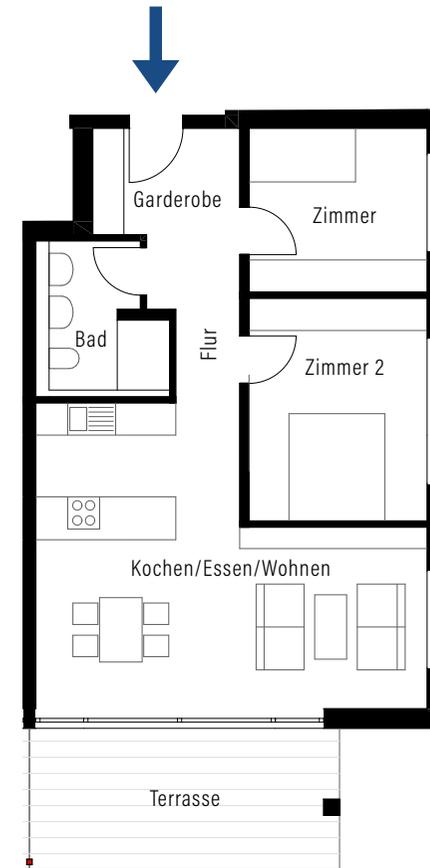 Garderobe
Zimmer
Bad
Flur
Zimmer 2
Kochen/Essen/Wohnen
Terrasse